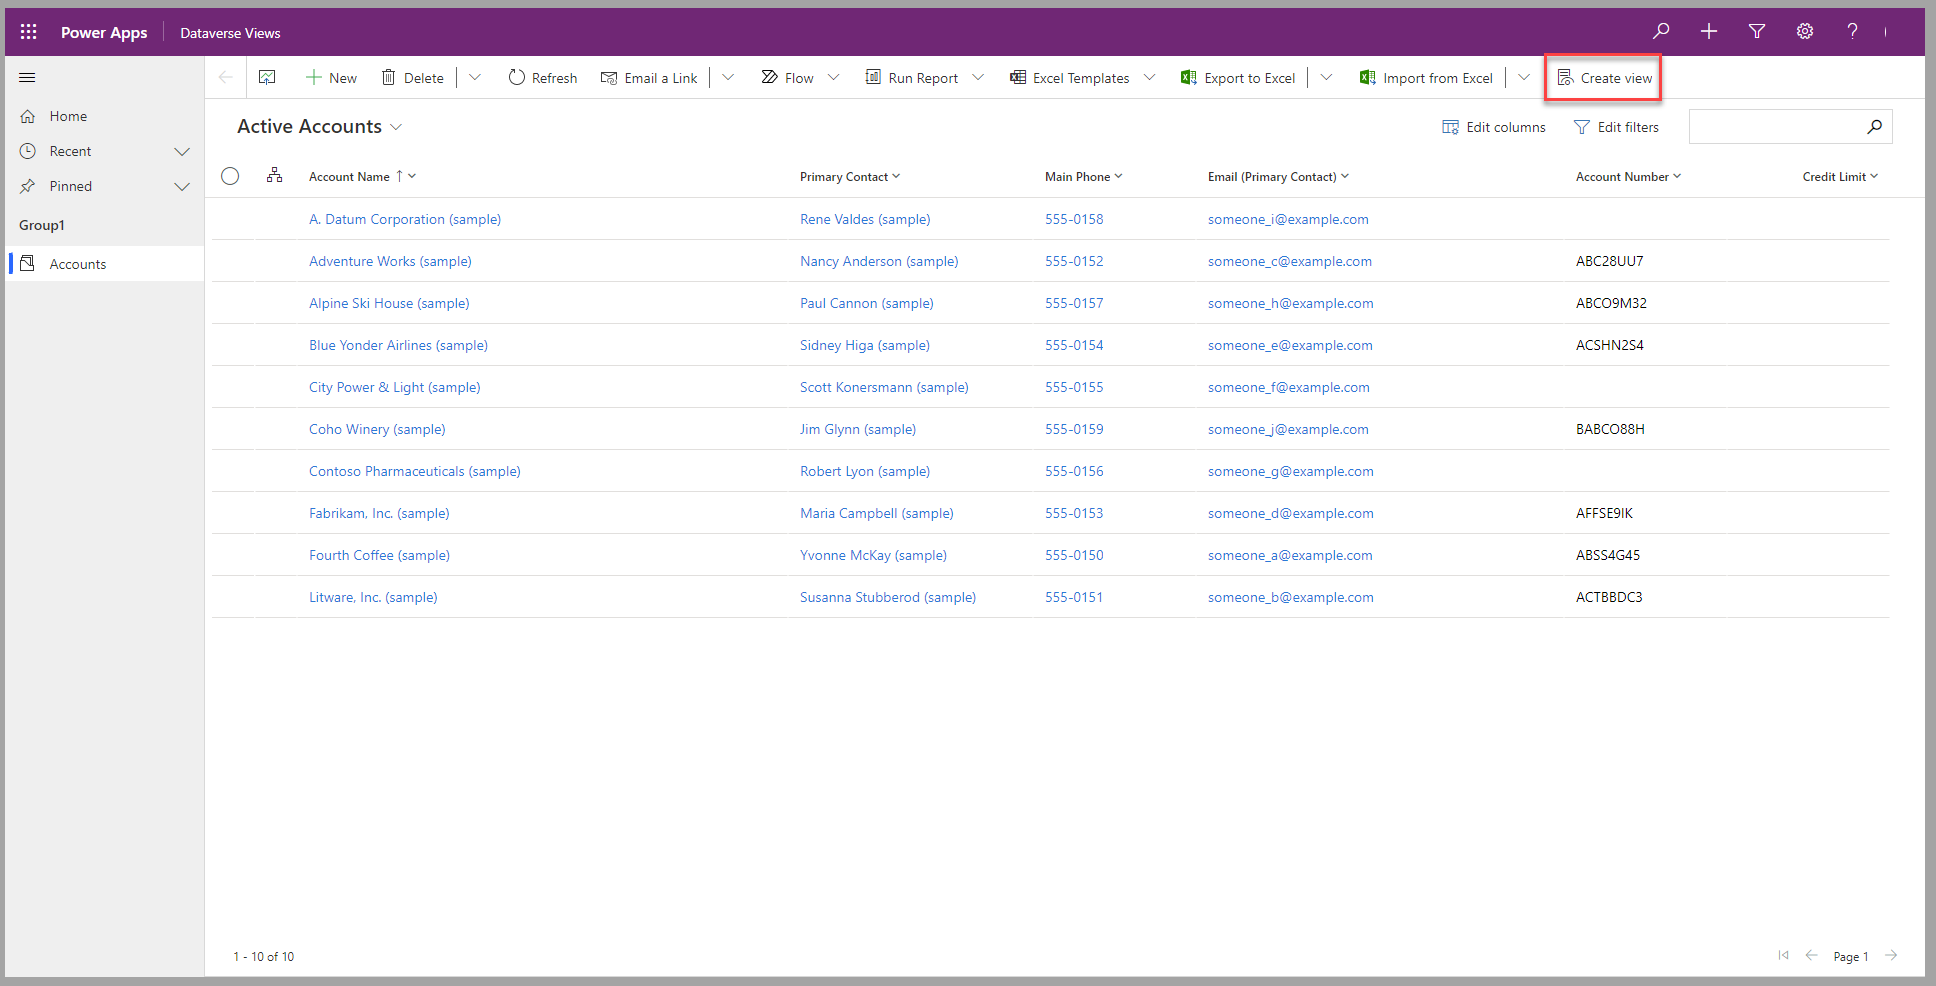 Power Apps Dataverse Views
New Delete Refresh Email a Link Flow Run Report Excel Templates Export to Excel Import from Excel Create view
Home
Recent
Pinned
Group1
Accounts
Active Accounts Edit columns Edit filters
Account Name Primary Contact Main Phone Email (Primary Contact) Account Number Credit Limit
A. Datum Corporation (sample) Rene Valdes (sample) 555-0158 someone_i@example.com
Adventure Works (sample) Nancy Anderson (sample) 555-0152 someone_c@example.com ABC28UU7
Alpine Ski House (sample) Paul Cannon (sample) 555-0157 someone_h@example.com ABCO9M32
Blue Yonder Airlines (sample) Sidney Higa (sample) 555-0154 someone_e@example.com ACSHN2S4
City Power & Light (sample) Scott Konersmann (sample) 555-0155 someone_f@example.com
Coho Winery (sample) Jim Glynn (sample) 555-0159 someone_j@example.com BABCO88H
Contoso Pharmaceuticals (sample) Robert Lyon (sample) 555-0156 someone_g@example.com
Fabrikam, Inc. (sample) Maria Campbell (sample) 555-0153 someone_d@example.com AFFSE9IK
Fourth Coffee (sample) Yvonne McKay (sample) 555-0150 someone_a@example.com ABSS4G45
Litware, Inc. (sample) Susanna Stubberod (sample) 555-0151 someone_b@example.com ACTBBDC3
1 - 10 of 10 Page 1